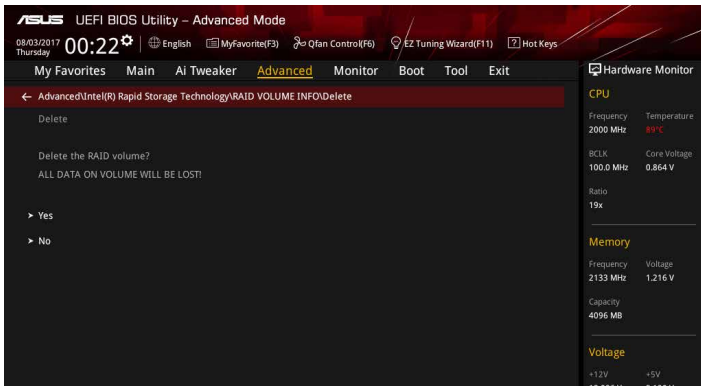 ASUS UEFI BIOS Utility – Advanced Mode
08/03/2017 Thursday 00:22 English MyFavorite(F3) Qfan Control(F6) EZ Tuning Wizard(F11) ? Hot Keys
My Favorites Main Ai Tweaker Advanced Monitor Boot Tool Exit
Hardware Monitor
← Advanced\Intel(R) Rapid Storage Technology\RAID VOLUME INFO\Delete
Delete
Delete the RAID volume?
ALL DATA ON VOLUME WILL BE LOST!
> Yes
> No
CPU
Frequency Temperature
2000 MHz 89°C
BCLK Core Voltage
100.0 MHz 0.864 V
Ratio
19x
Memory
Frequency Voltage
2133 MHz 1.216 V
Capacity
4096 MB
Voltage
+12V +5V